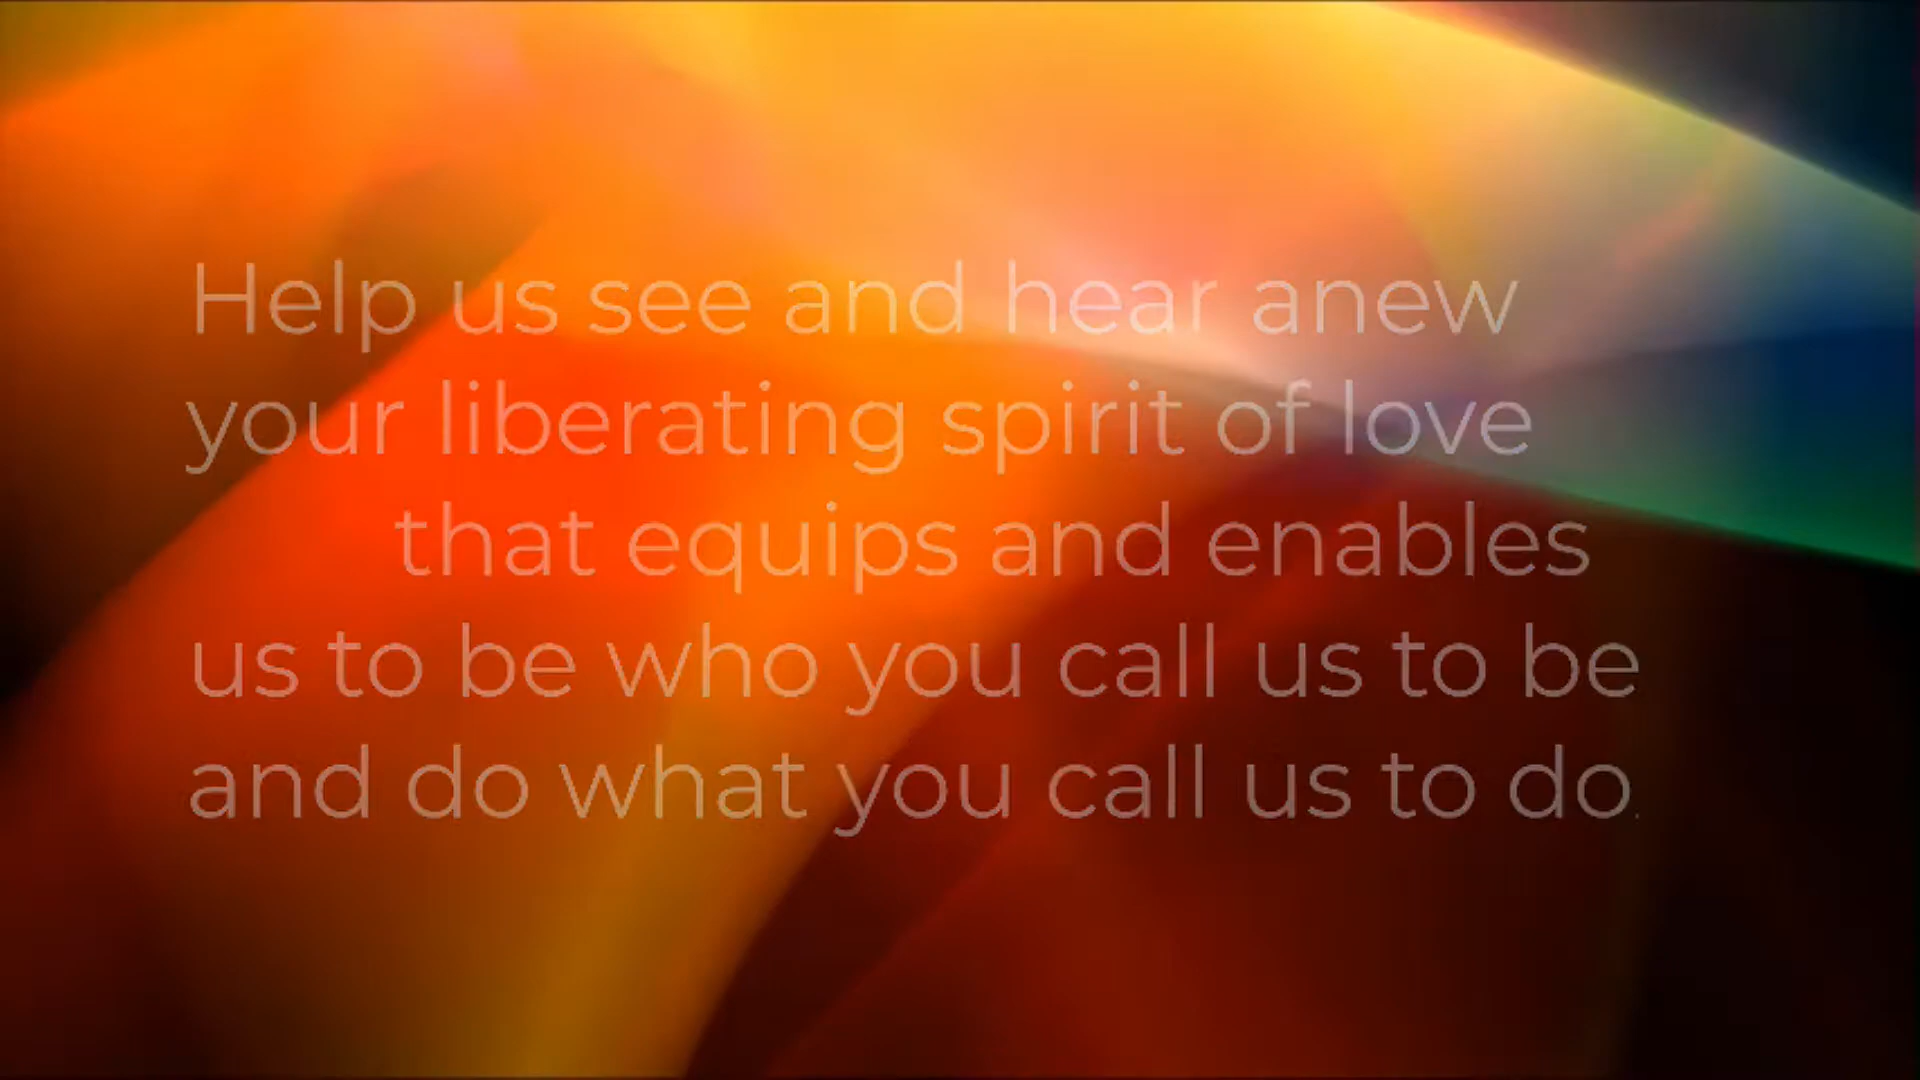 Help us see and hear anew
your liberating spirit of love
that equips and enables
us to be who you call us to be
and do what you call us to do.